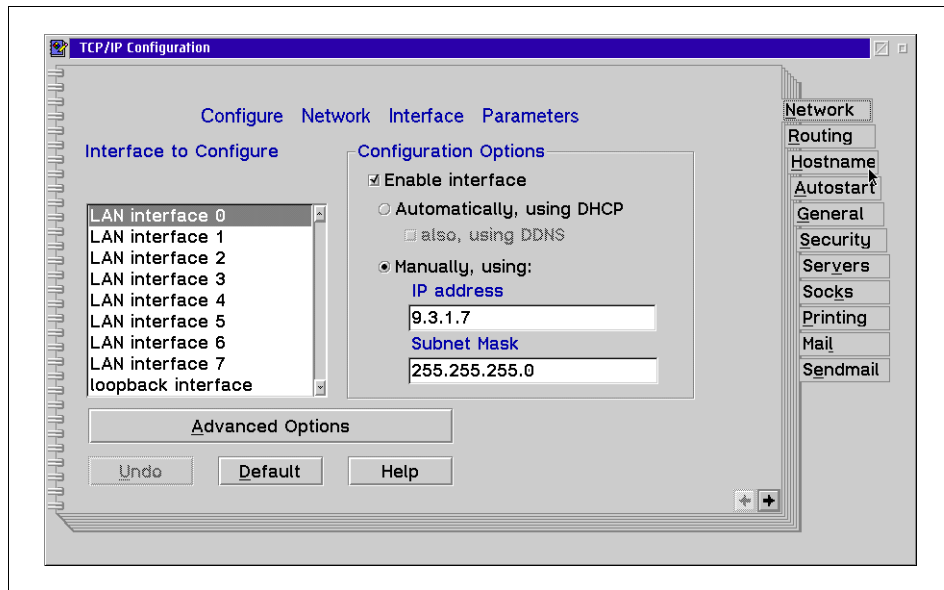 TCP/IP Configuration
Configure Network Interface Parameters
Interface to Configure
LAN interface 0
LAN interface 1
LAN interface 2
LAN interface 3
LAN interface 4
LAN interface 5
LAN interface 6
LAN interface 7
loopback interface
Configuration Options
Enable interface
Automatically, using DHCP
also, using DDNS
Manually, using:
IP address
9.3.1.7
Subnet Mask
255.255.255.0
Advanced Options
Undo
Default
Help
Network
Routing
Hostname
Autostart
General
Security
Servers
Socks
Printing
Mail
Sendmail